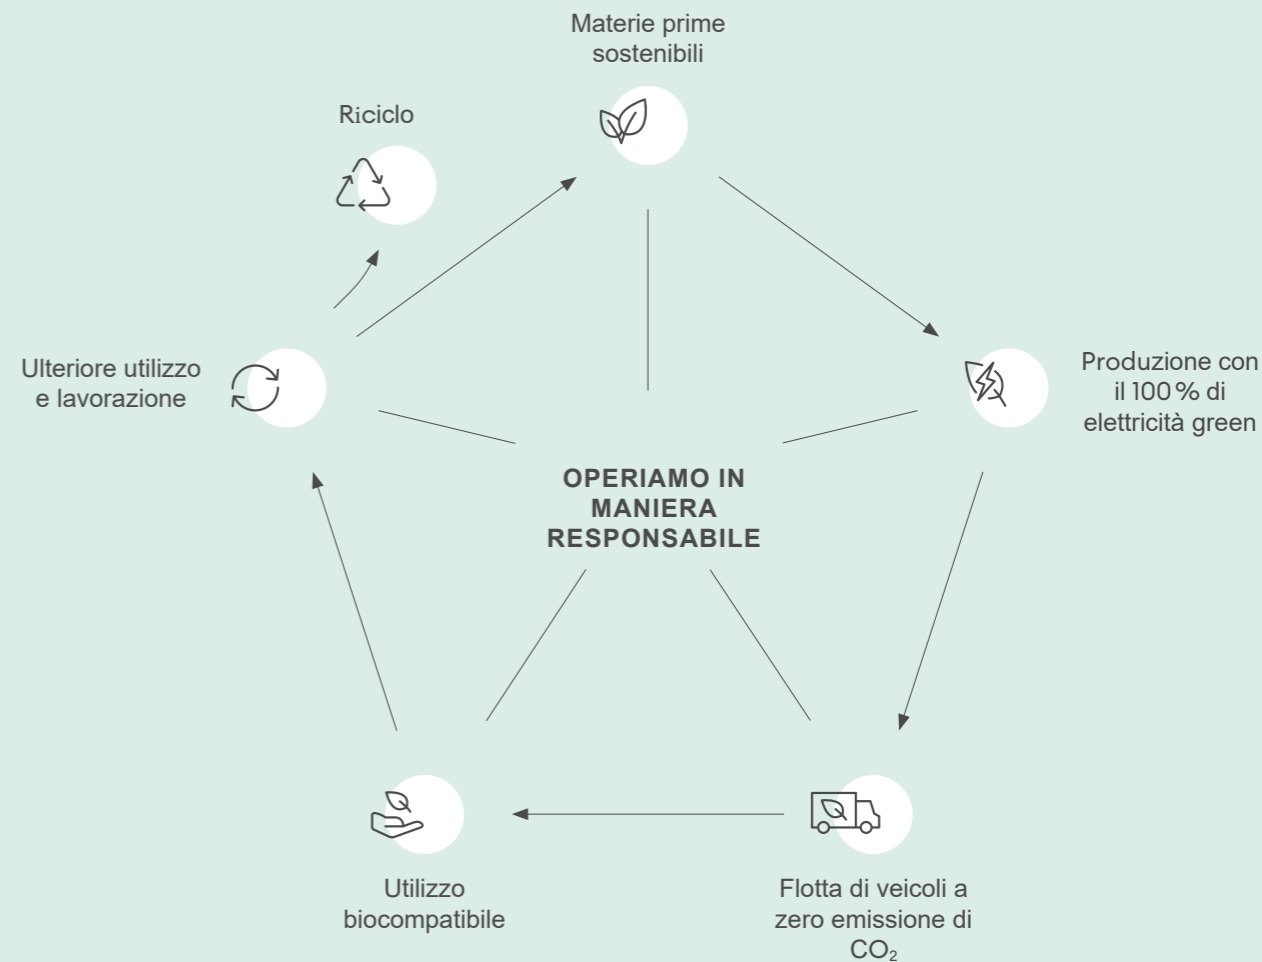 Materie prime
sostenibili
Riciclo
Ulteriore utilizzo
e lavorazione
Produzione con
il 100 % di
elettricità green
OPERIAMO IN
MANIERA
RESPONSABILE
Utilizzo
biocompatibile
Flotta di veicoli a
zero emissione di
CO₂